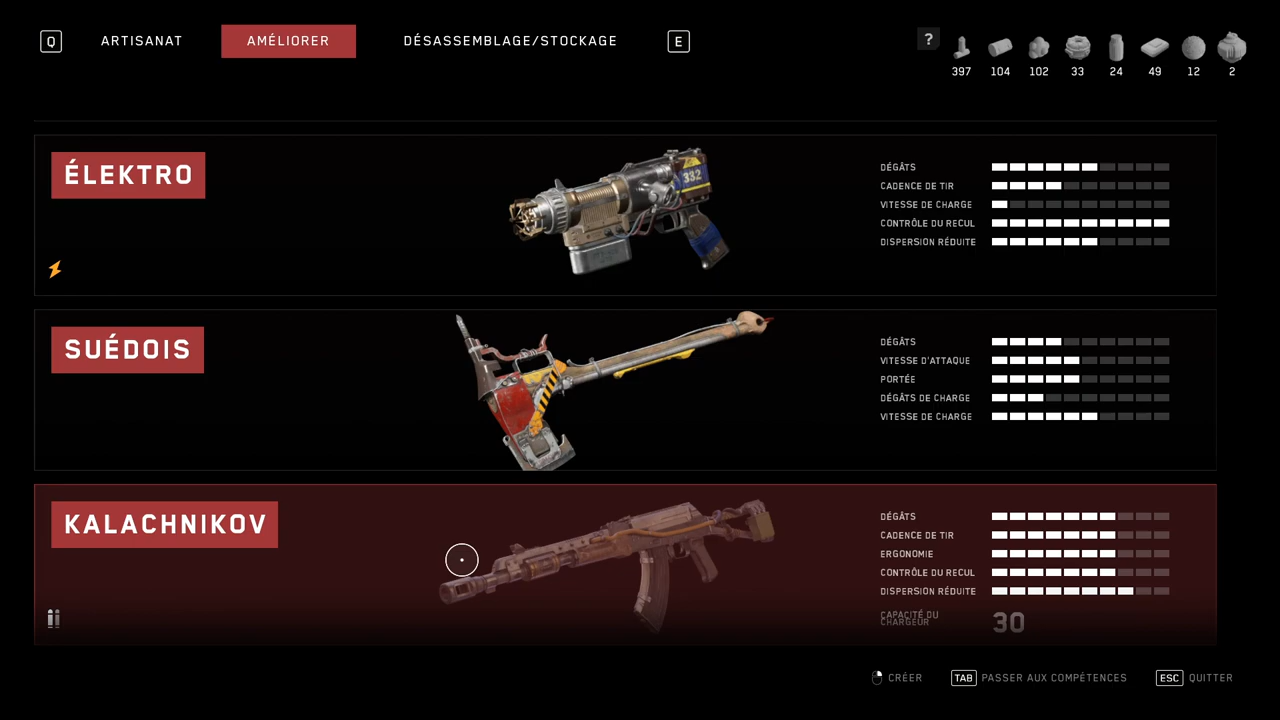 Q ARTISANAT AMÉLIORER DÉSASSEMBLAGE/STOCKAGE E ?
397 104 102 33 24 49 12 2
ÉLEKTRO
332
DÉGÂTS
CADENCE DE TIR
VITESSE DE CHARGE
CONTRÔLE DU RECUL
DISPERSION RÉDUITE
SUÉDOIS
DÉGÂTS
VITESSE D'ATTAQUE
PORTÉE
DÉGÂTS DE CHARGE
VITESSE DE CHARGE
KALACHNIKOV
DÉGÂTS
CADENCE DE TIR
ERGONOMIE
CONTRÔLE DU RECUL
DISPERSION RÉDUITE
CAPACITÉ DU
CHARGEUR
30
CRÉER TAB PASSER AUX COMPÉTENCES ESC QUITTER